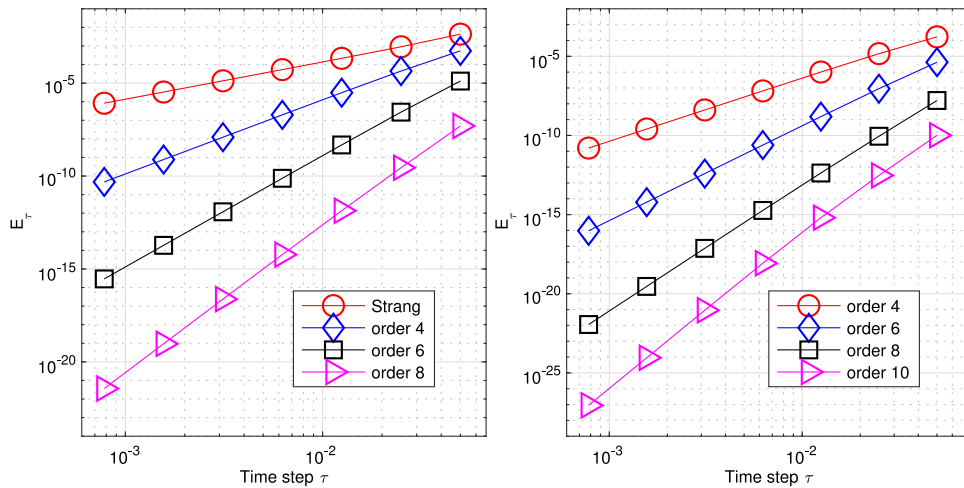 10^-5
10^-10
10^-15
10^-20
E_τ
10^-3
10^-2
Time step τ
Strang
order 4
order 6
order 8
10^-5
10^-10
10^-15
10^-20
10^-25
E_τ
10^-3
10^-2
Time step τ
order 4
order 6
order 8
order 10